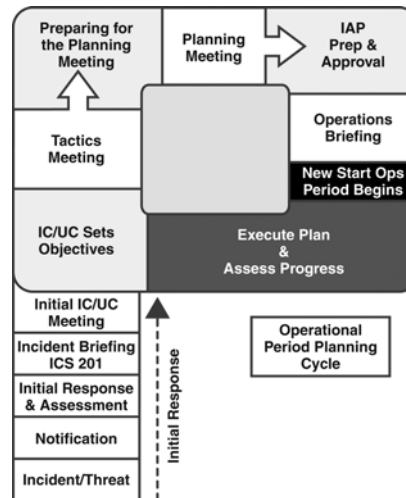 Preparing for
the Planning
Meeting
Planning
Meeting
IAP
Prep &
Approval
Tactics
Meeting
Operations
Briefing
New Start Ops
Period Begins
IC/UC Sets
Objectives
Execute Plan
&
Assess Progress
Initial IC/UC
Meeting
Incident Briefing
ICS 201
Initial Response
& Assessment
Notification
Incident/Threat
Initial Response
Operational
Period Planning
Cycle